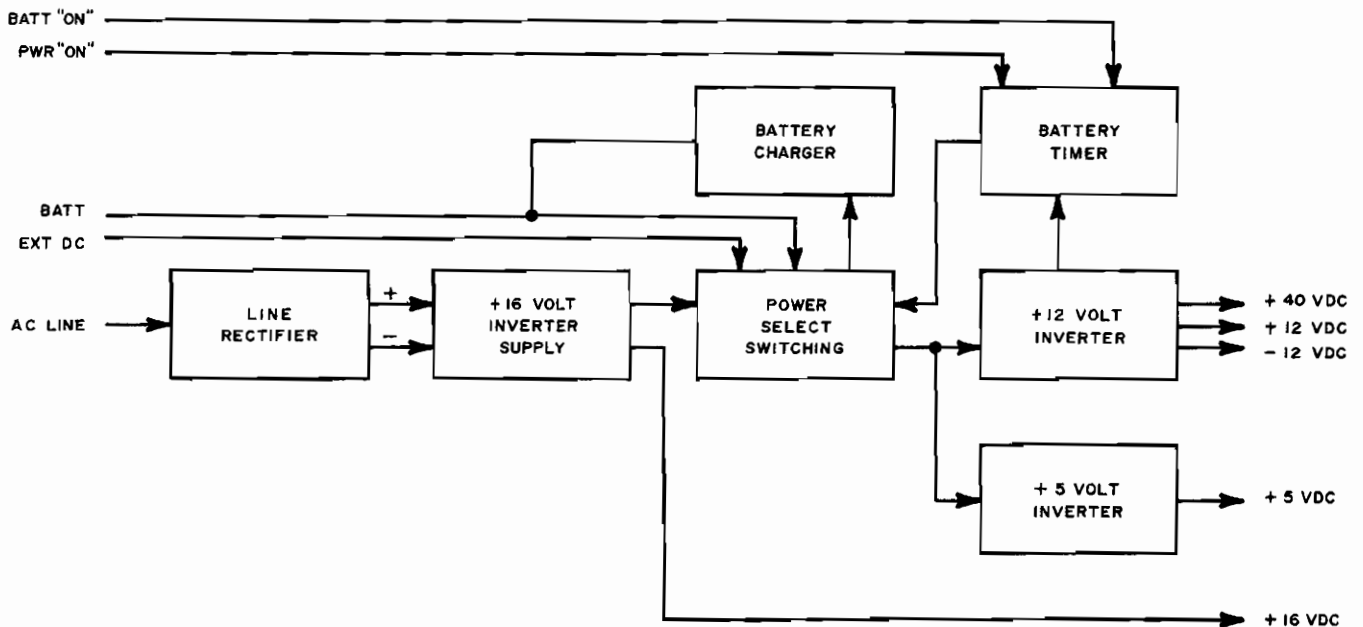 BATT "ON"
PWR "ON"
BATTERY
CHARGER
BATTERY
TIMER
BATT
EXT DC
AC LINE
LINE
RECTIFIER
+
-
+16 VOLT
INVERTER
SUPPLY
POWER
SELECT
SWITCHING
+12 VOLT
INVERTER
+ 40 VDC
+ 12 VDC
- 12 VDC
+ 5 VOLT
INVERTER
+ 5 VDC
+ 16 VDC